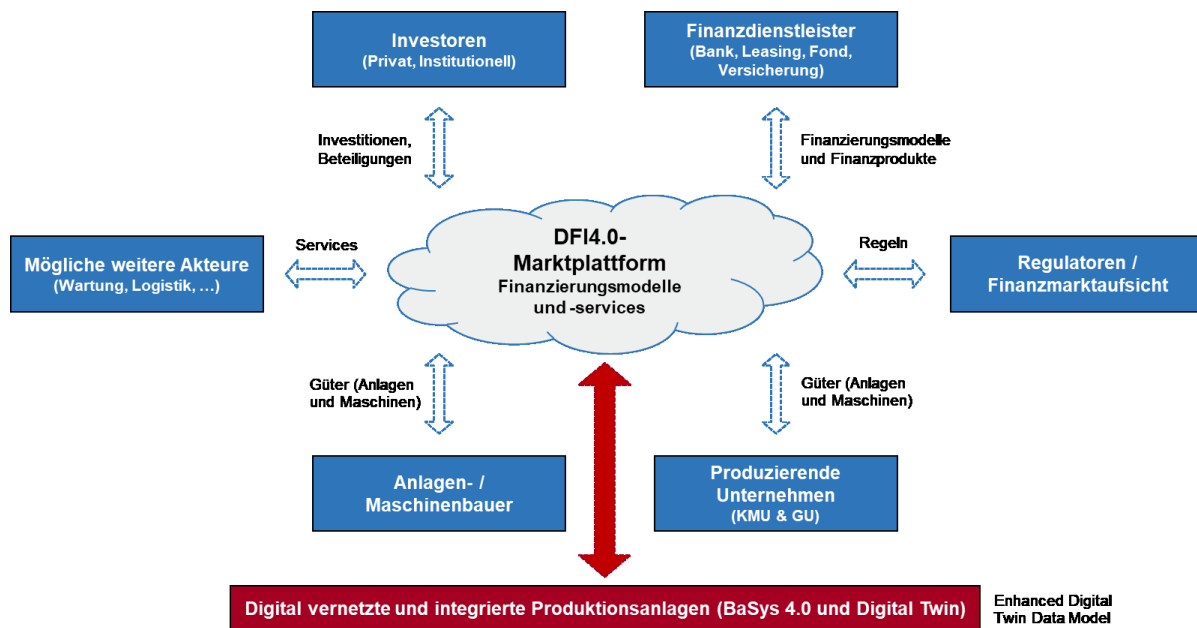 Investoren
(Privat, Institutionell)
Finanzdienstleister
(Bank, Leasing, Fond,
Versicherung)
Investitionen,
Beteiligungen
Finanzierungsmodelle
und Finanzprodukte
Mögliche weitere Akteure
(Wartung, Logistik, …)
Services
DFI4.0-
Marktplattform
Finanzierungsmodelle
und -services
Regeln
Regulatoren /
Finanzmarktaufsicht
Güter (Anlagen
und Maschinen)
Güter (Anlagen
und Maschinen)
Anlagen- /
Maschinenbauer
Produzierende
Unternehmen
(KMU & GU)
Digital vernetzte und integrierte Produktionsanlagen (BaSys 4.0 und Digital Twin)
Enhanced Digital
Twin Data Model